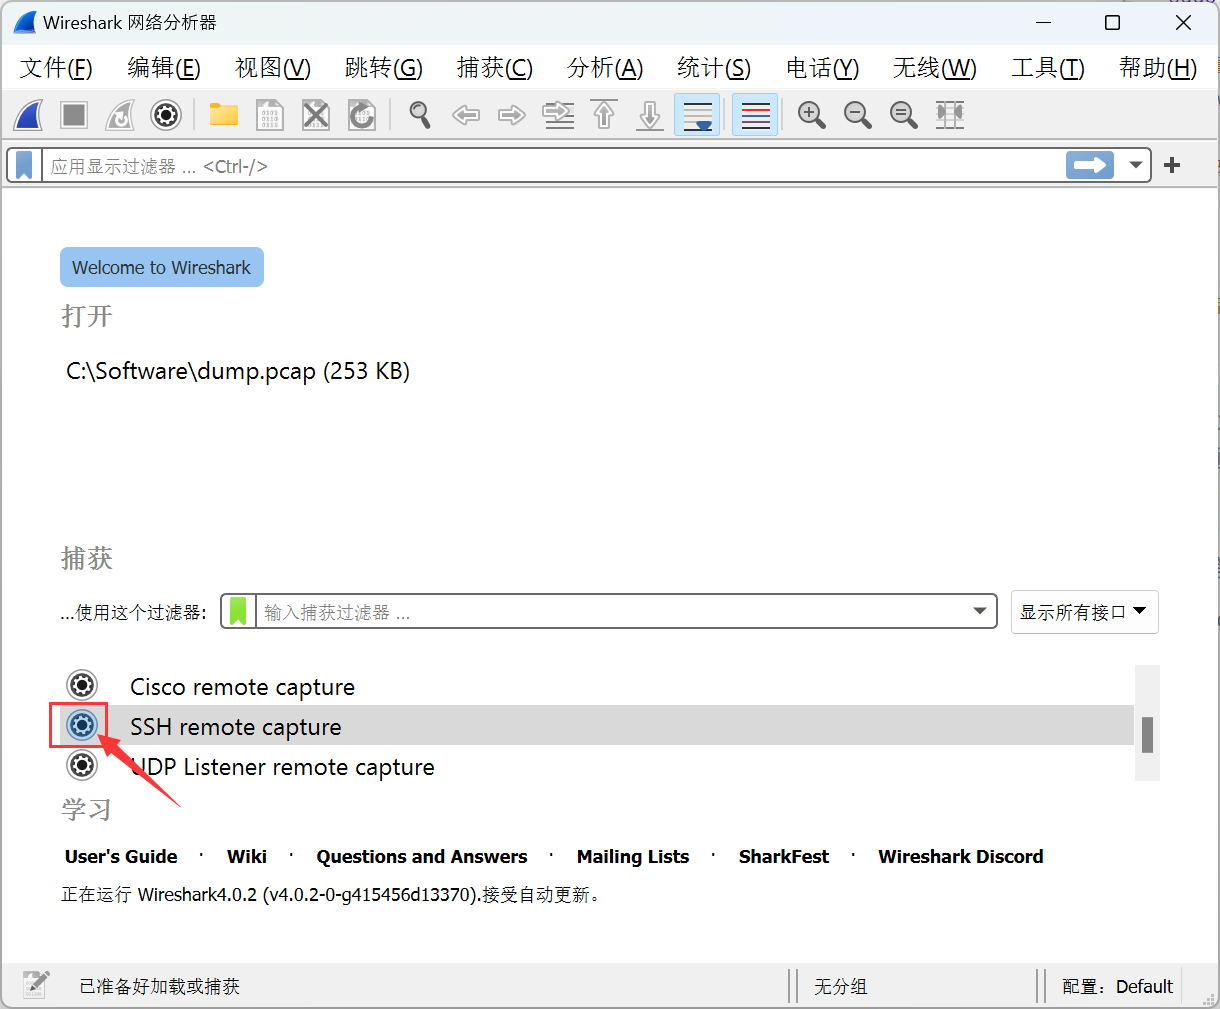 Wireshark 网络分析器
文件(F) 编辑(E) 视图(V) 跳转(G) 捕获(C) 分析(A) 统计(S) 电话(Y) 无线(W) 工具(T) 帮助(H)
应用显示过滤器 ... <Ctrl-/>
Welcome to Wireshark
打开
C:\Software\dump.pcap (253 KB)
捕获
...使用这个过滤器: 输入捕获过滤器 ... 显示所有接口
Cisco remote capture
SSH remote capture
UDP Listener remote capture
学习
User's Guide · Wiki · Questions and Answers · Mailing Lists · SharkFest · Wireshark Discord
正在运行 Wireshark4.0.2 (v4.0.2-0-g415456d13370).接受自动更新。
已准备好加载或捕获 无分组 配置：Default